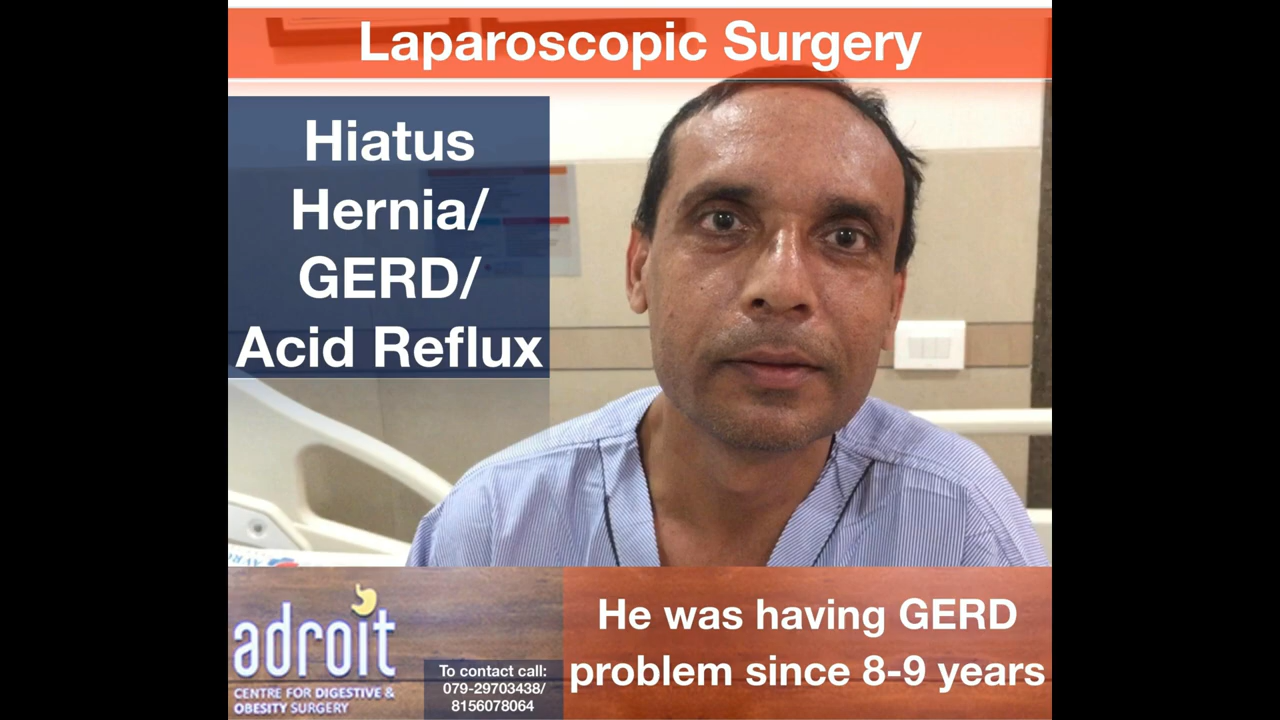 Laparoscopic Surgery
Hiatus
Hernia/
GERD/
Acid Reflux
adroit
CENTRE FOR DIGESTIVE &
OBESITY SURGERY
To contact call:
079-29703438/
8156078064
He was having GERD
problem since 8-9 years